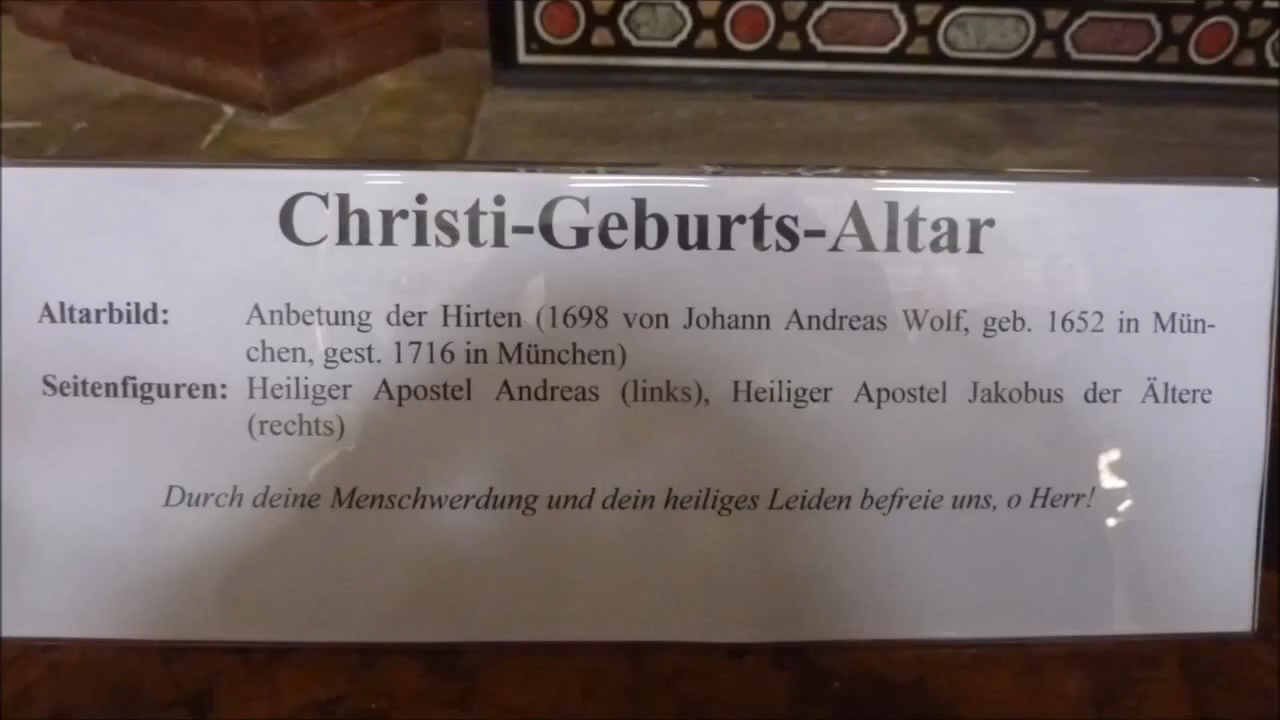 Christi-Geburts-Altar
Altarbild: Anbetung der Hirten (1698 von Johann Andreas Wolf, geb. 1652 in Mün-
chen, gest. 1716 in München)
Seitenfiguren: Heiliger Apostel Andreas (links), Heiliger Apostel Jakobus der Ältere
(rechts)
Durch deine Menschwerdung und dein heiliges Leiden befreie uns, o Herr!